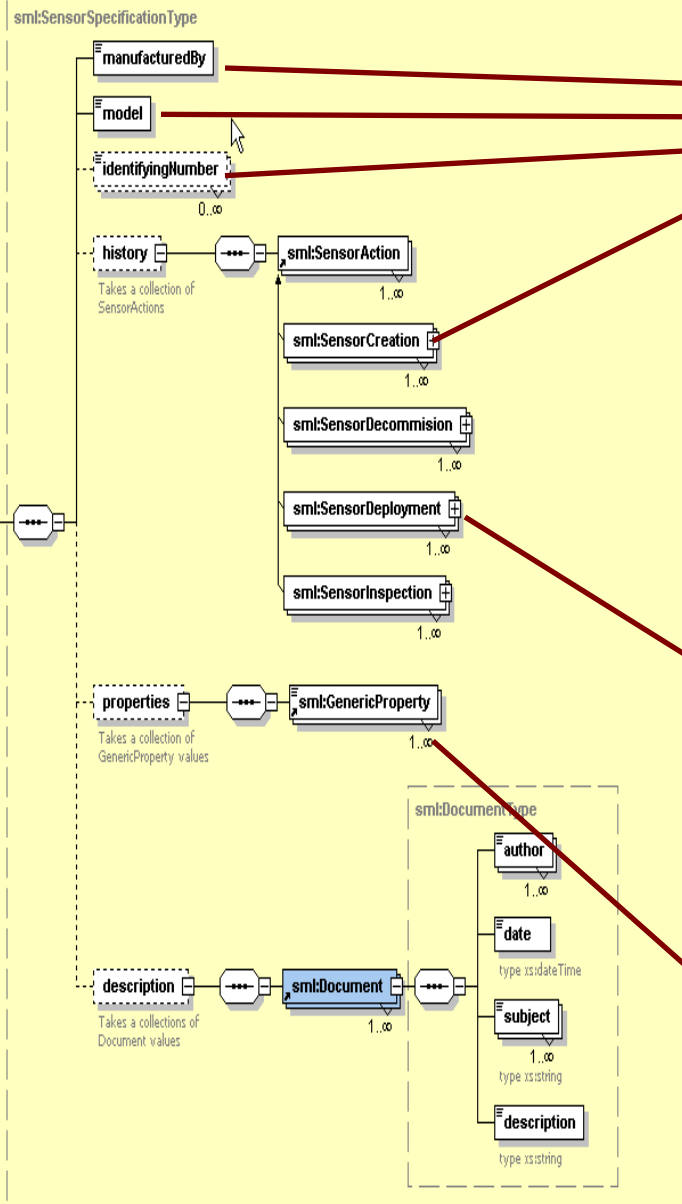 sml:SensorSpecificationType
manufacturedBy
model
identifyingNumber
0..∞
history
sml:SensorAction
1..∞
Takes a collection of
SensorActions
sml:SensorCreation
1..∞
sml:SensorDecommision
1..∞
sml:SensorDeployment
1..∞
sml:SensorInspection
1..∞
properties
sml:GenericProperty
1..∞
Takes a collection of
GenericProperty values
sml:DocumentType
author
1..∞
date
type xs:dateTime
description
sml:Document
1..∞
Takes a collections of
Document values
subject
1..∞
type xs:string
description
type xs:string